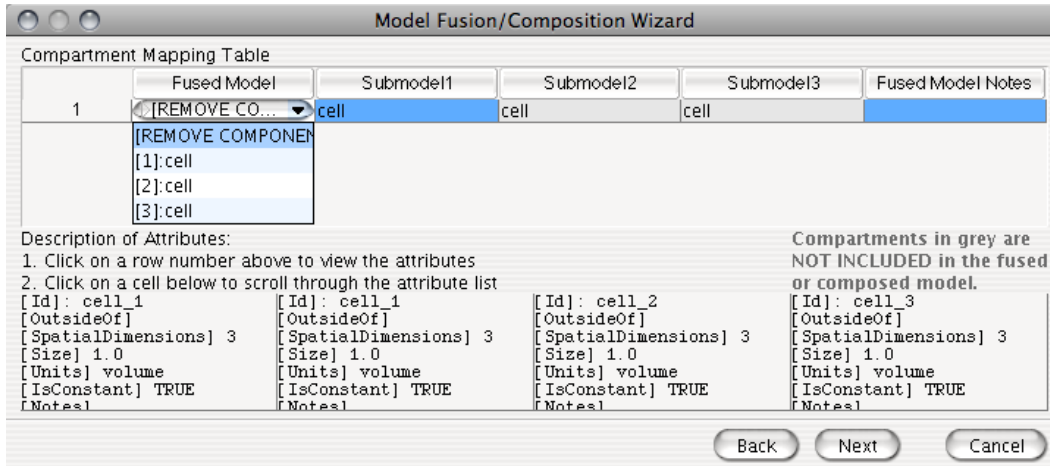 Model Fusion/Composition Wizard
Compartment Mapping Table
Fused Model Submodel1 Submodel2 Submodel3 Fused Model Notes
1 [REMOVE CO... cell cell cell
[REMOVE COMPONEN
[1]:cell
[2]:cell
[3]:cell
Description of Attributes:
1. Click on a row number above to view the attributes
2. Click on a cell below to scroll through the attribute list
Compartments in grey are
NOT INCLUDED in the fused
or composed model.
[Id]: cell_1 [Id]: cell_1 [Id]: cell_2 [Id]: cell_3
[OutsideOf] [OutsideOf] [OutsideOf] [OutsideOf]
[SpatialDimensions] 3 [SpatialDimensions] 3 [SpatialDimensions] 3 [SpatialDimensions] 3
[Size] 1.0 [Size] 1.0 [Size] 1.0 [Size] 1.0
[Units] volume [Units] volume [Units] volume [Units] volume
[IsConstant] TRUE [IsConstant] TRUE [IsConstant] TRUE [IsConstant] TRUE
[Notes] [Notes] [Notes] [Notes]
Back Next Cancel